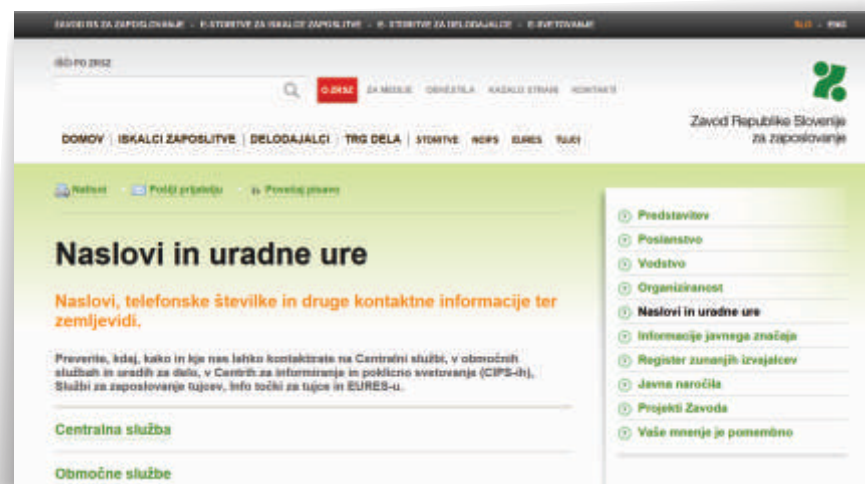 ZAVOD RS ZA ZAPOSLOVANJE - E-STORITVE ZA ISKALCE ZAPOSLITVE - E-STORITVE ZA DELODAJALCE - E-SVETOVANJE
SLO - ENG
IŠČI PO ZRSZ
O ZRSZ ZA MEDIJE OBVESTILA KAZALO STRANI KONTAKTI
Zavod Republike Slovenije
za zaposlovanje
DOMOV | ISKALCI ZAPOSLITVE | DELODAJALCI | TRG DELA | STORITVE NCIPS EURES TUJCI
Natisni Pošlji prijatelju Povečaj pisavo
Naslovi in uradne ure
Naslovi, telefonske številke in druge kontaktne informacije ter
zemljevidi.
Preverite, kdaj, kako in kje nas lahko kontaktirate na Centralni službi, v območnih
službah in uradih za delo, v Centrih za informiranje in poklicno svetovanje (CIPS-ih),
Službi za zaposlovanje tujcev, Info točki za tujce in EURES-u.
Centralna služba
Območne službe
Predstavitev
Poslanstvo
Vodstvo
Organiziranost
Naslovi in uradne ure
Informacije javnega značaja
Register zunanjih izvajalcev
Javna naročila
Projekti Zavoda
Vaše mnenje je pomembno